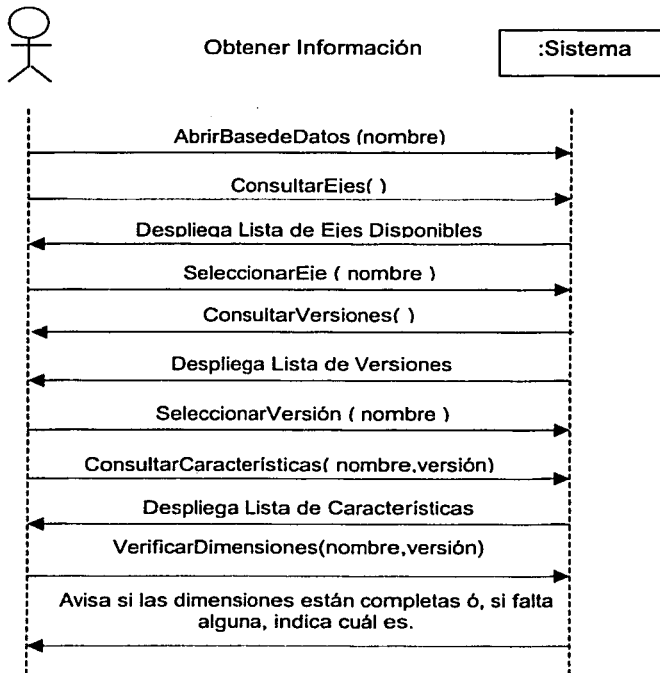 Obtener Información
:Sistema
AbrirBasedeDatos (nombre)
ConsultarEjes( )
Despliega Lista de Ejes Disponibles
SeleccionarEje ( nombre )
ConsultarVersiones( )
Despliega Lista de Versiones
SeleccionarVersión ( nombre )
ConsultarCaracterísticas( nombre,versión)
Despliega Lista de Características
VerificarDimensiones(nombre,versión)
Avisa si las dimensiones están completas ó, si falta
alguna, indica cuál es.